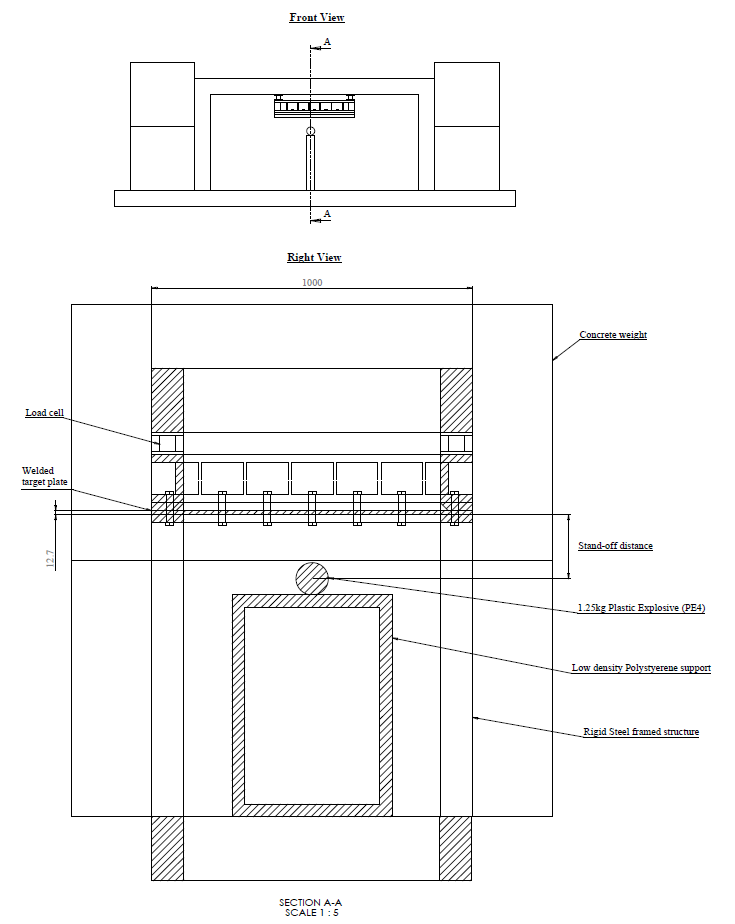 Front View
A
A
Right View
1000
Concrete weight
Load cell
Welded
target plate
12.7
Stand-off distance
1.25kg Plastic Explosive (PE4)
Low density Polystyerene support
Rigid Steel framed structure
SECTION A-A
SCALE 1 : 5